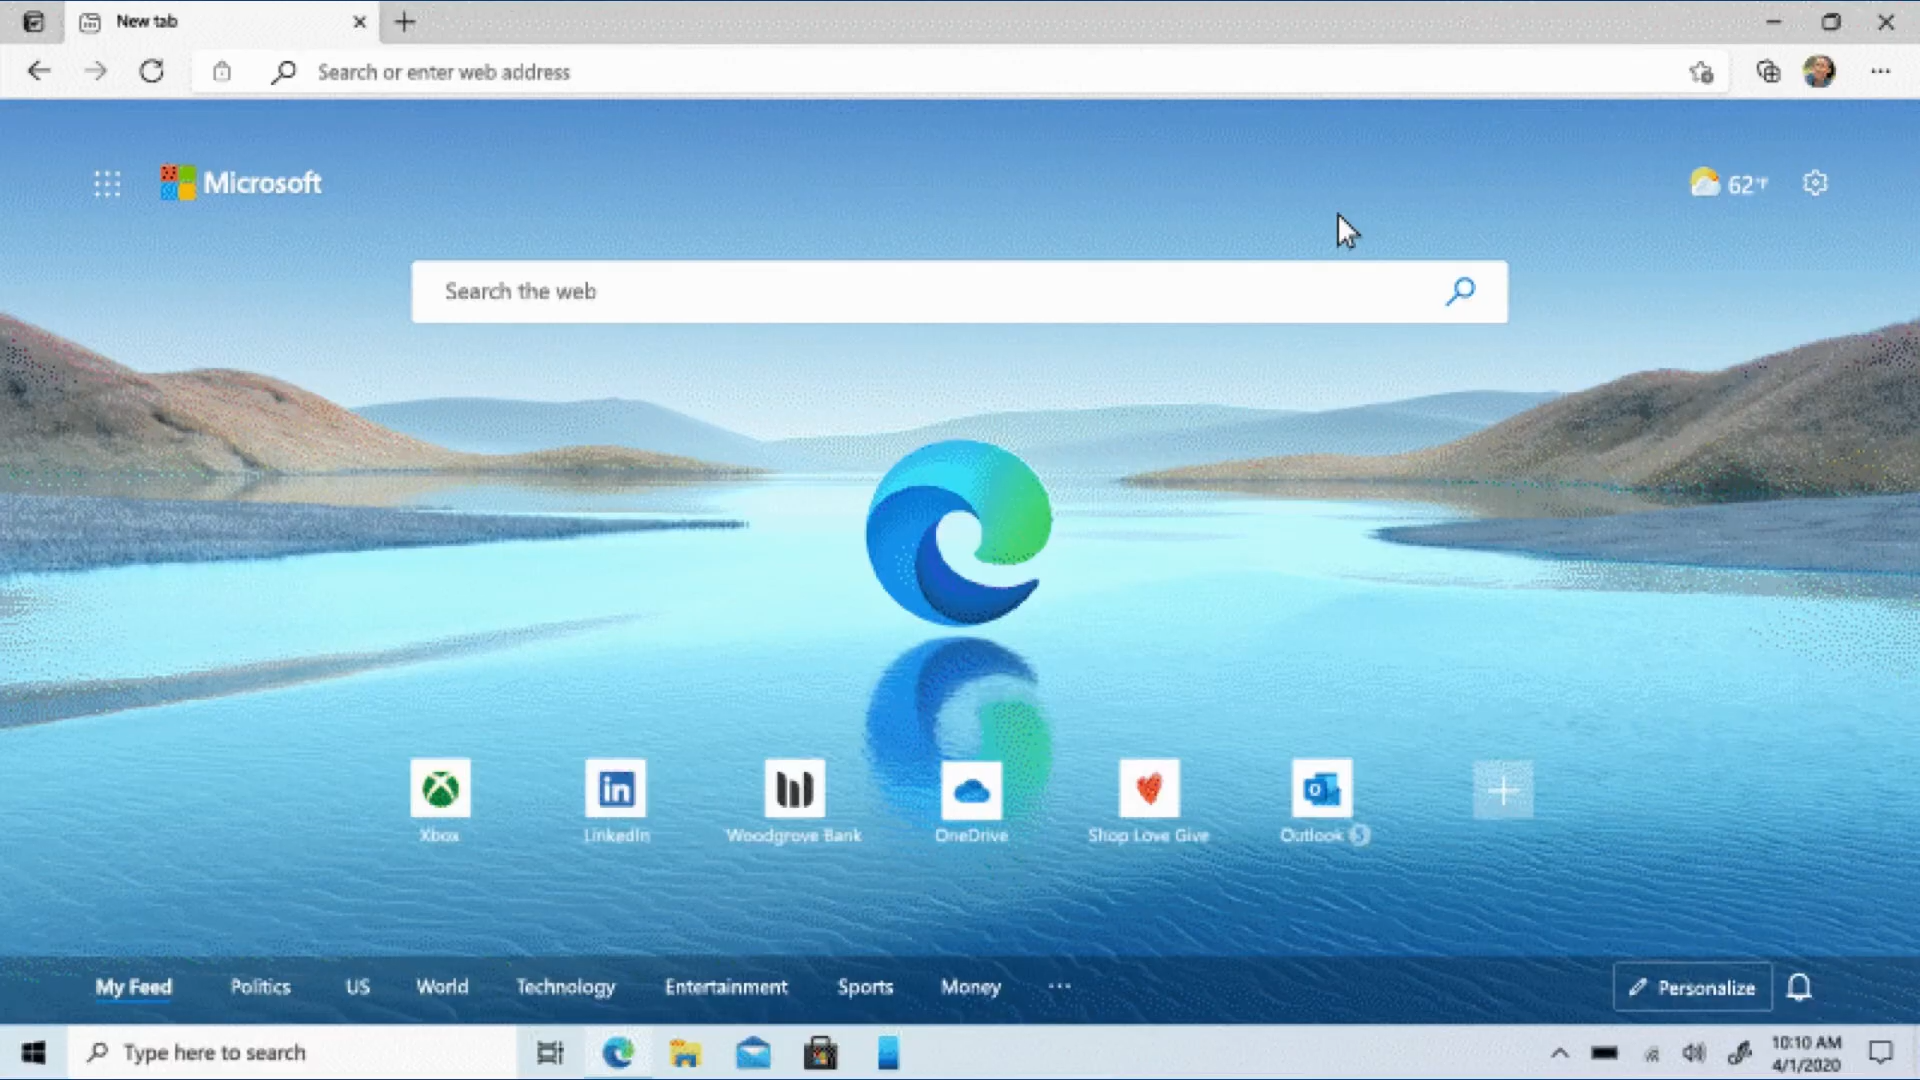 New tab
Search or enter web address
Microsoft
62°F
Search the web
in
Xbox
LinkedIn
Woodgrove Bank
OneDrive
Shop Love Give
Outlook
My Feed
Politics
US
World
Technology
Entertainment
Sports
Money
...
Personalize
Type here to search
10:10 AM
4/1/2020